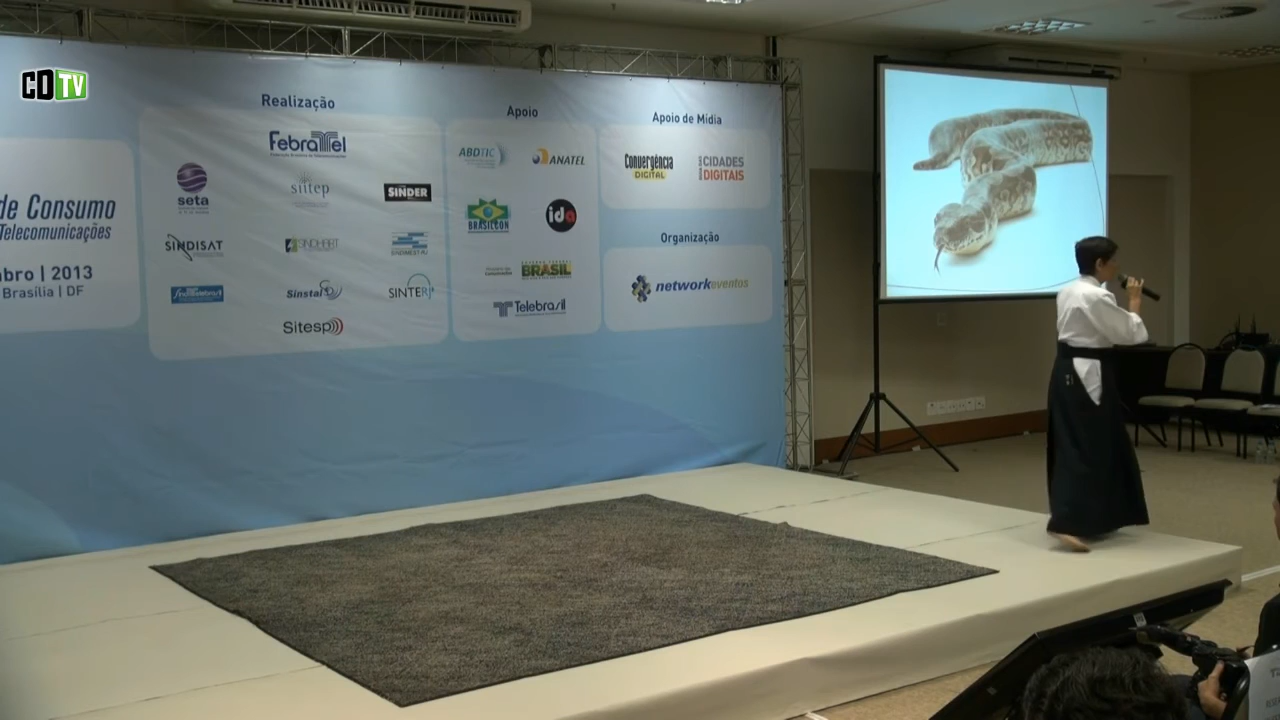 CDTV
de Consumo
Telecomunicações
bro | 2013
Brasília | DF
Realização
Febratel
seta
siitep
SINDER
SINDISAT
Sinstal
SINTERJ
Sitesp
Apoio
ABDTIC
ANATEL
BRASILCON
ido
BRASIL
Telebrasil
Apoio de Mídia
Convergência
DIGITAL
CIDADES
DIGITAIS
Organização
networkeventos